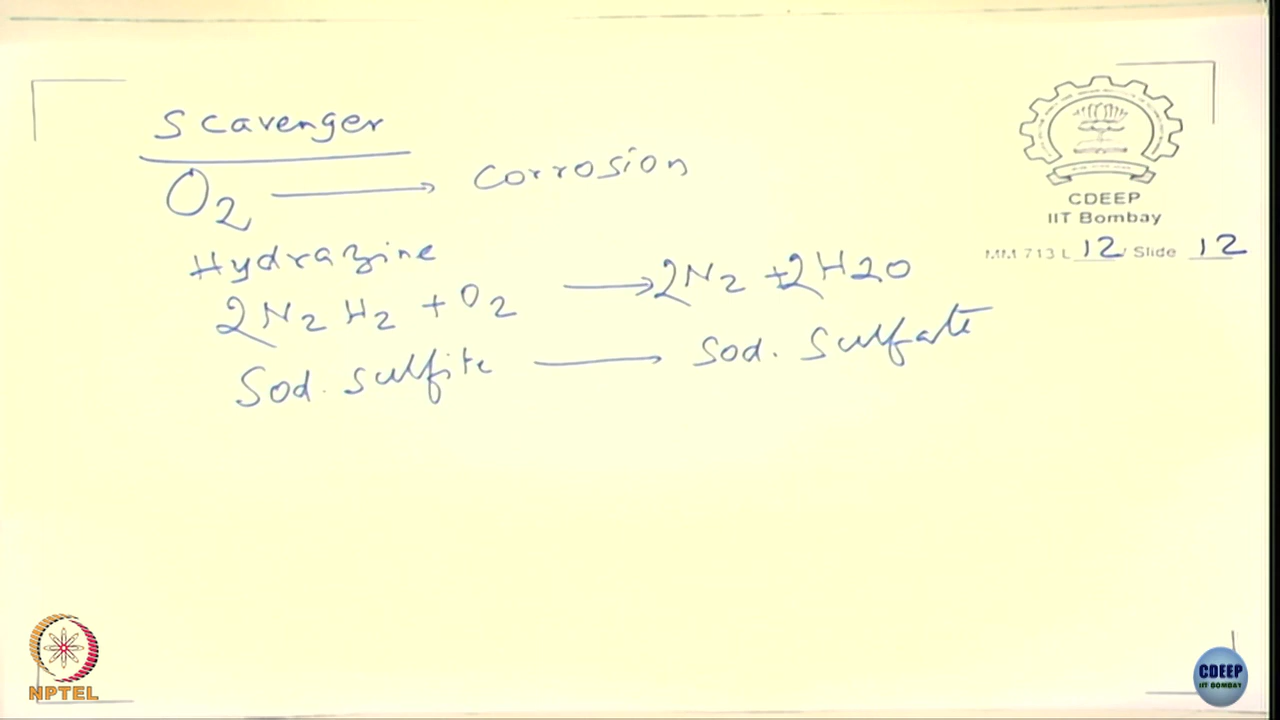 Scavenger
O2 ⟶ Corrosion
Hydrazine
2N2H2 + O2 ⟶ 2N2 + 2H2O
Sod. sulfite ⟶ Sod. Sulfate
CDEEP
IIT Bombay
MM 713 L 12 / Slide 12
NPTEL
CDEEP
IIT BOMBAY